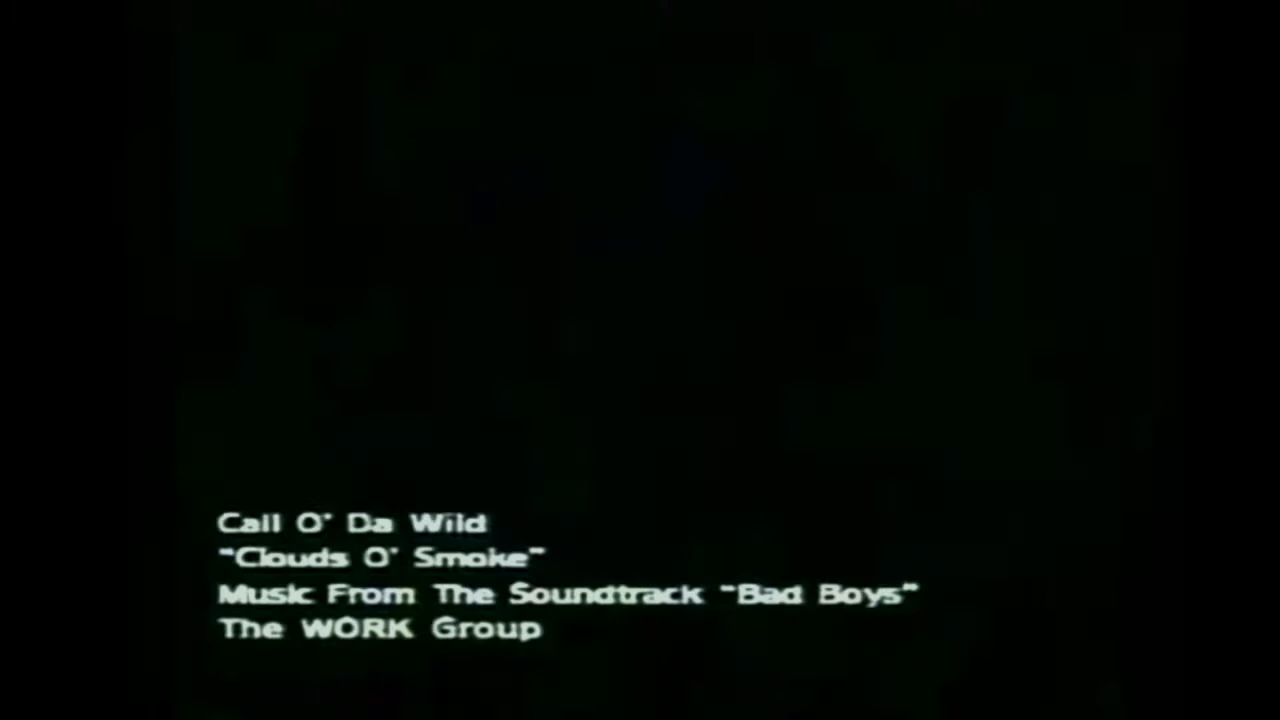 Call O' Da Wild
"Clouds O' Smoke"
Music From The Soundtrack "Bad Boys"
The WORK Group